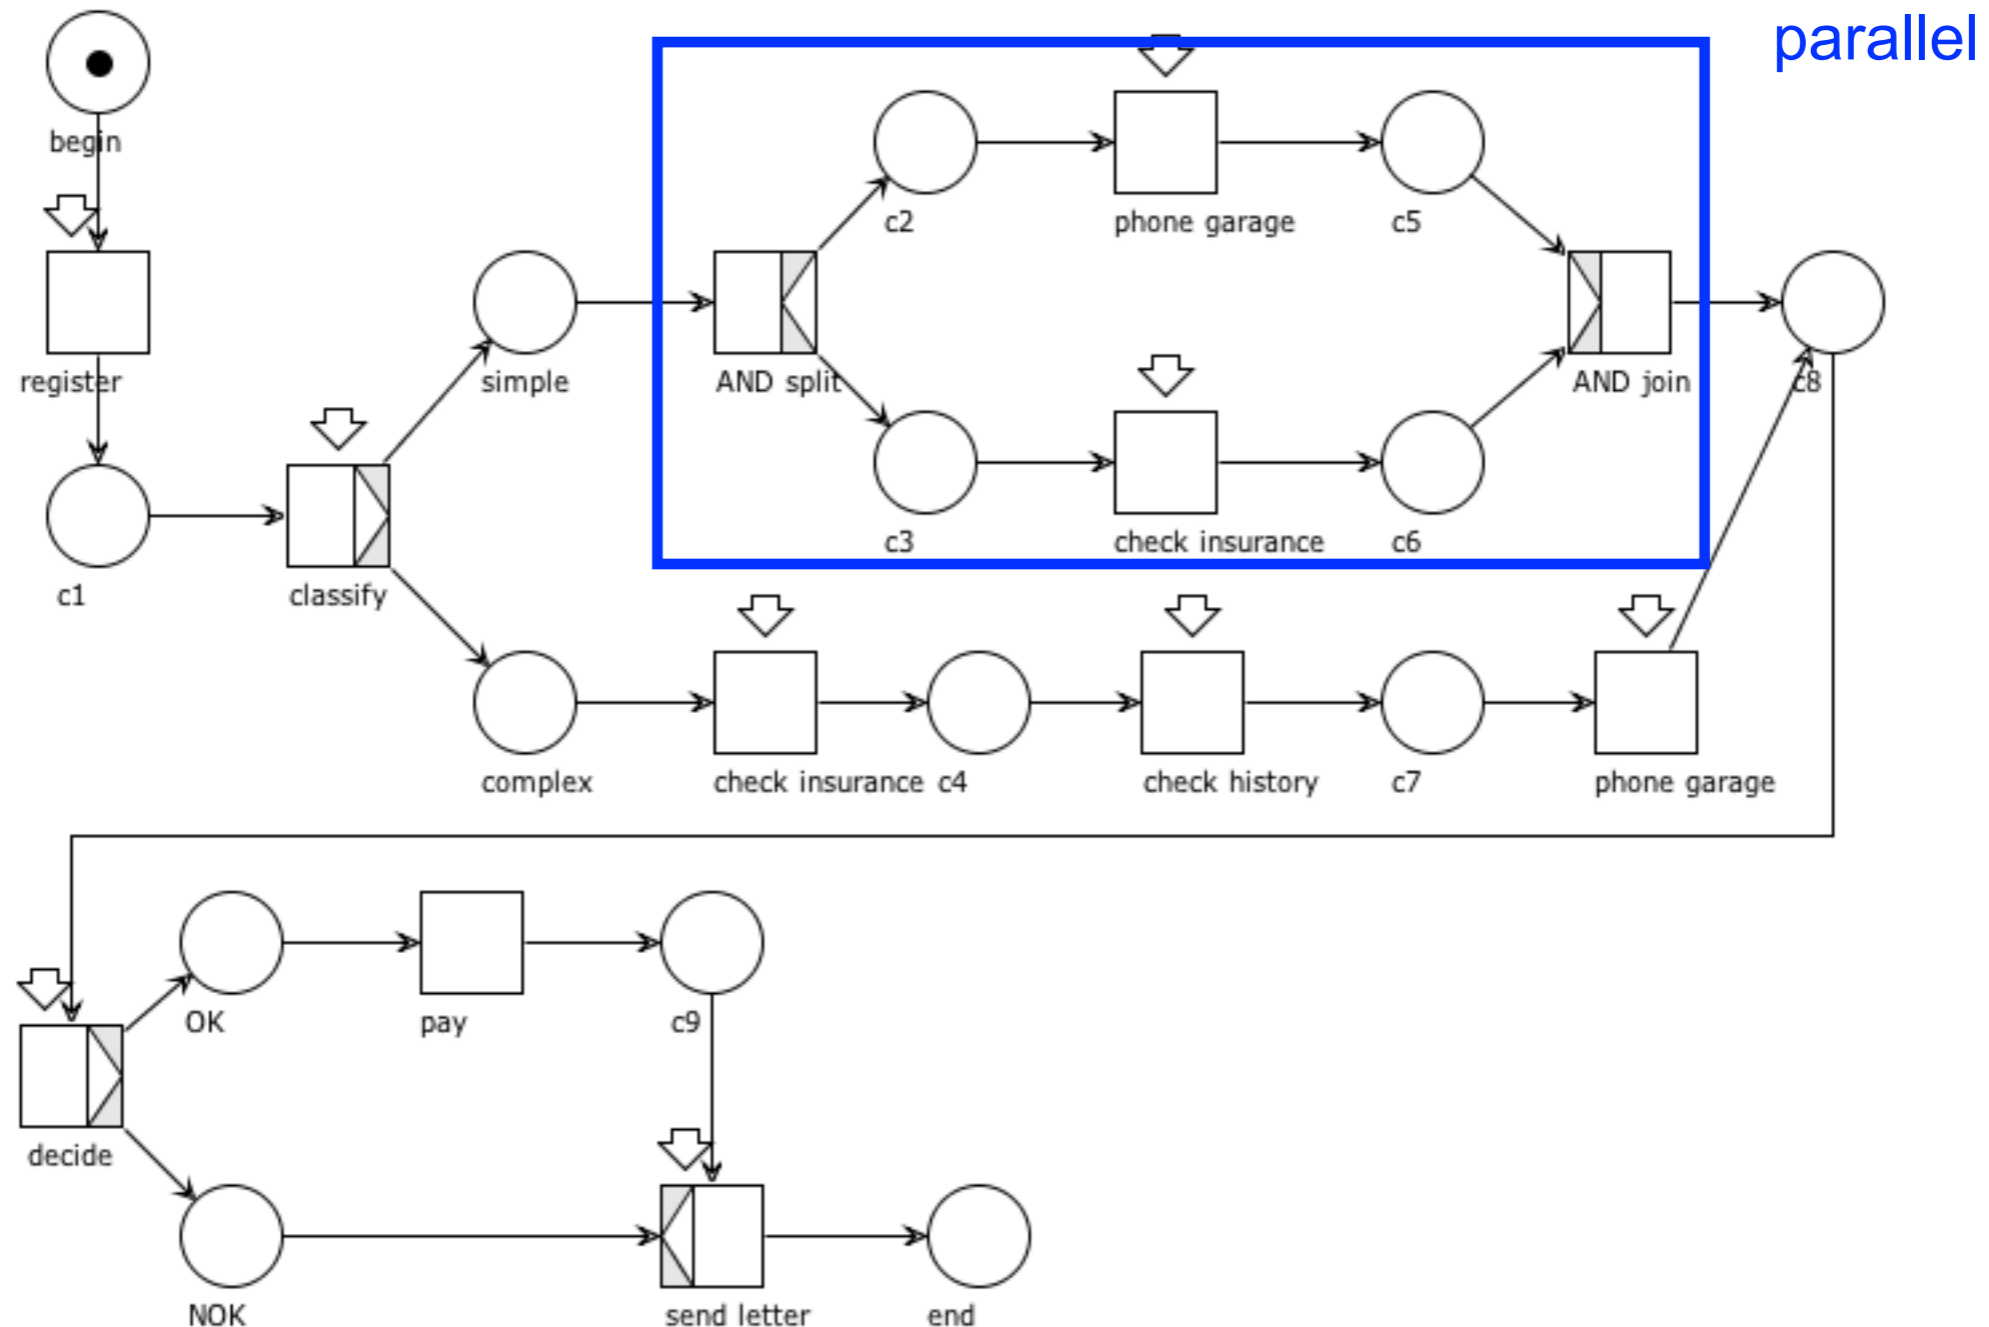 parallel
begin
c2
phone garage
c5
register
simple
AND split
AND join
c8
c3
check insurance
c6
c1
classify
complex
check insurance
c4
check history
c7
phone garage
OK
pay
c9
decide
NOK
send letter
end